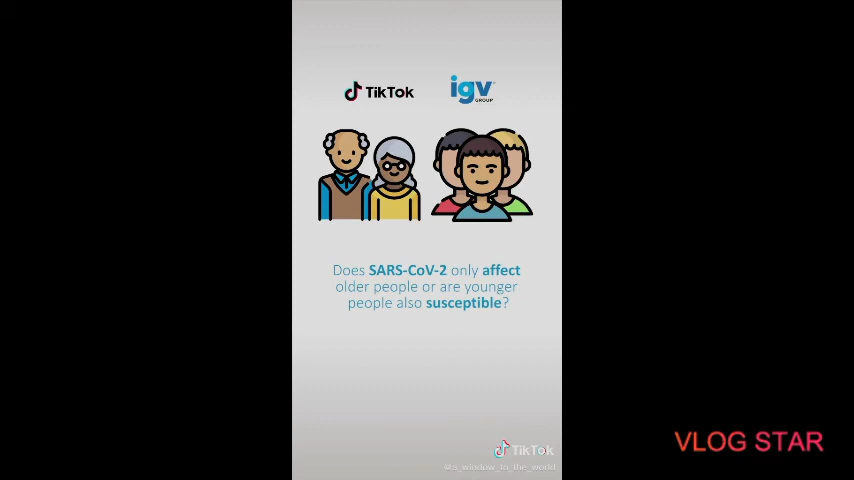 TikTok igv
GROUP
Does SARS-CoV-2 only affect
older people or are younger
people also susceptible?
VLOG STAR
TikTok
@n_window_to_the_world